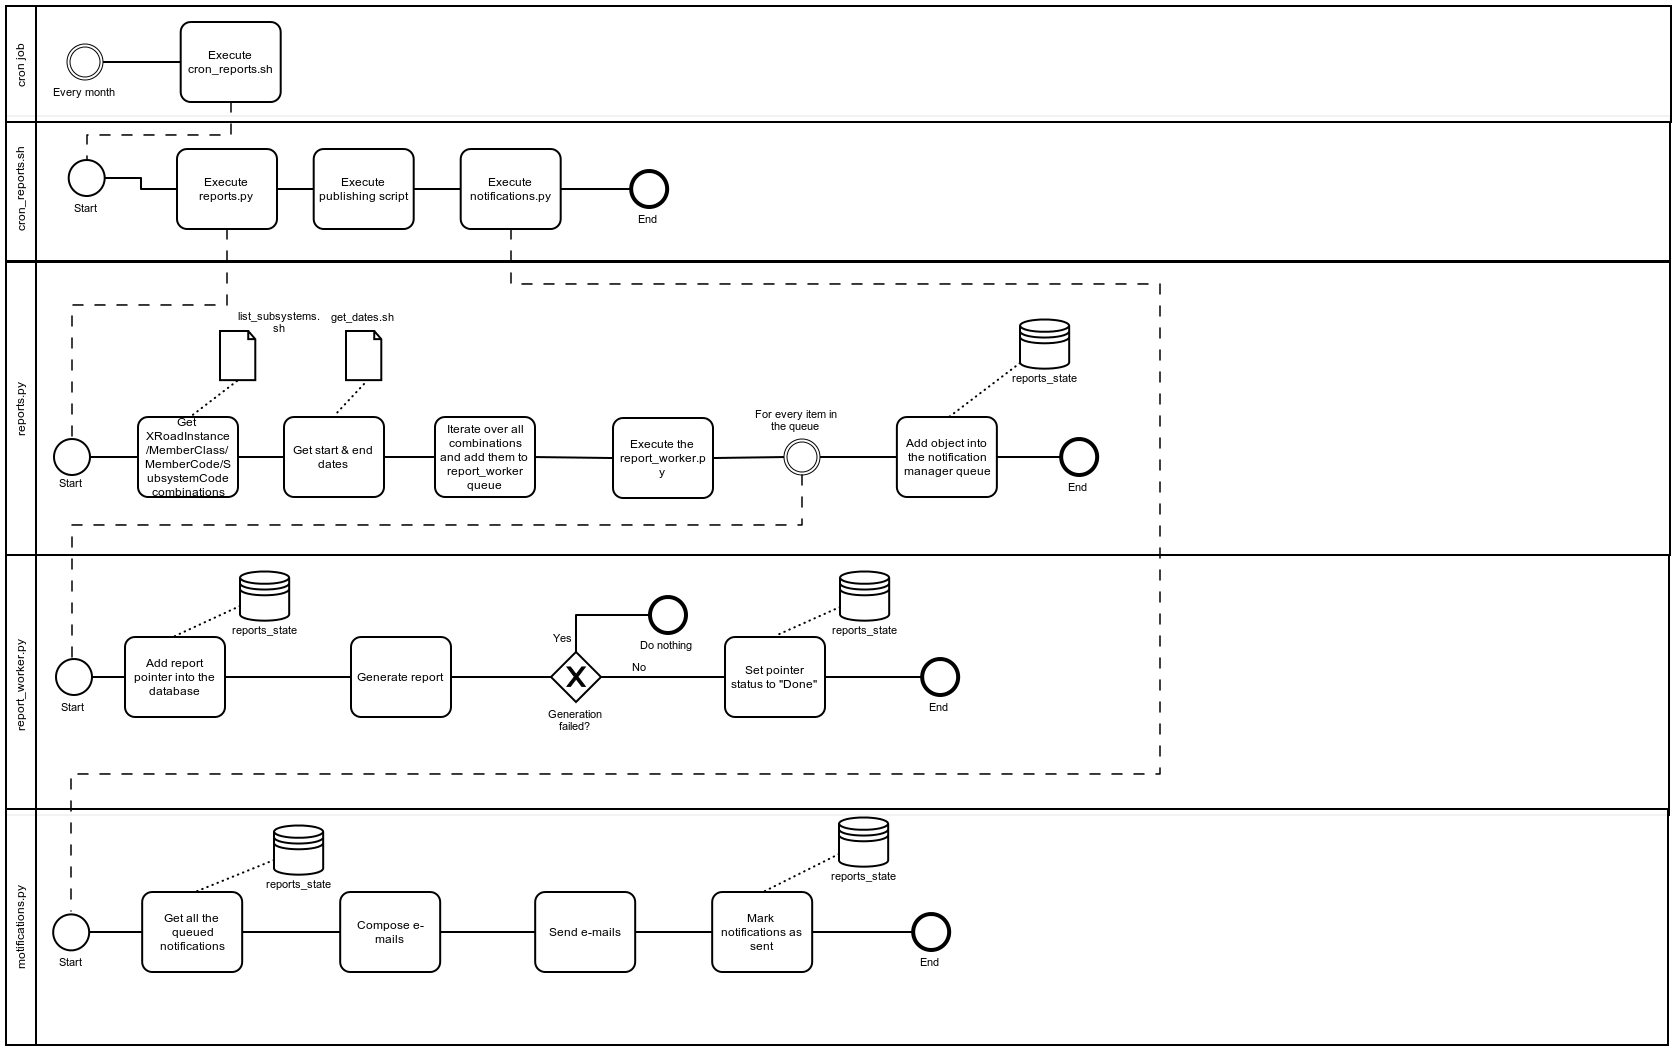 cron job
Every month
Execute
cron_reports.sh
cron_reports.sh
Start
Execute
reports.py
Execute
publishing script
Execute
notifications.py
End
reports.py
list_subsystems.
sh
get_dates.sh
reports_state
Start
Get
XRoadInstance
/MemberClass/
MemberCode/S
ubsystemCode
combinations
Get start & end
dates
Iterate over all
combinations
and add them to
report_worker
queue
Execute the
report_worker.p
y
For every item in
the queue
Add object into
the notification
manager queue
End
report_worker.py
reports_state
Start
Add report
pointer into the
database
Generate report
Yes
Do nothing
No
Generation
failed?
reports_state
Set pointer
status to "Done"
End
motifications.py
reports_state
Start
Get all the
queued
notifications
Compose e-
mails
Send e-mails
reports_state
Mark
notifications as
sent
End